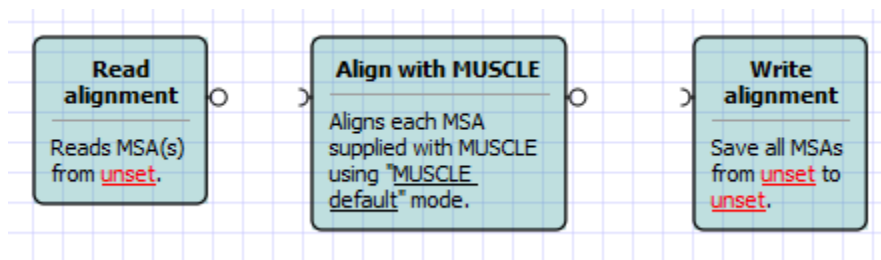 Read
alignment
Reads MSA(s)
from unset.
Align with MUSCLE
Aligns each MSA
supplied with MUSCLE
using "MUSCLE
default" mode.
Write
alignment
Save all MSAs
from unset to
unset.